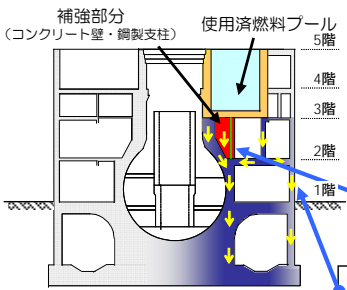 補強部分
（コンクリート壁・鋼製支柱）
使用済燃料プール
5階
4階
3階
2階
1階